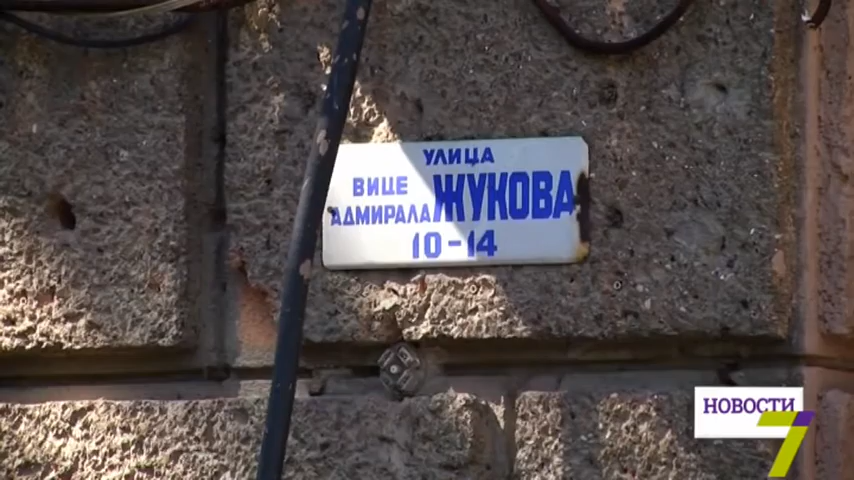 УЛИЦА
ВИЦЕ
АДМИРАЛА ЖУКОВА
10-14
НОВОСТИ
7